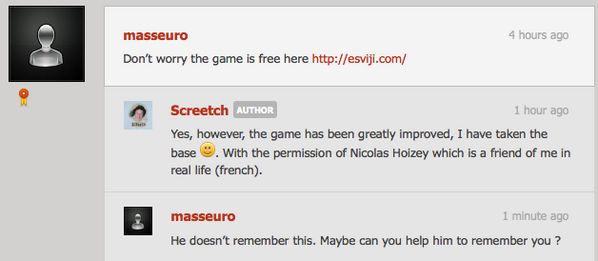 masseuro 4 hours ago
Don't worry the game is free here http://esviji.com/
Screetch AUTHOR 1 hour ago
Yes, however, the game has been greatly improved, I have taken the
base 🙂. With the permission of Nicolas Hoizey which is a friend of me in
real life (french).
masseuro 1 minute ago
He doesn't remember this. Maybe can you help him to remember you ?